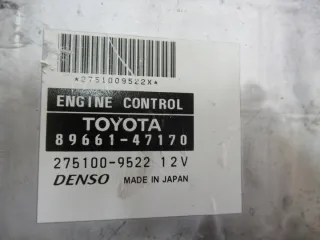 *2751009522X*
ENGINE CONTROL
TOYOTA
89661-47170
275100-9522 12V
DENSO MADE IN JAPAN